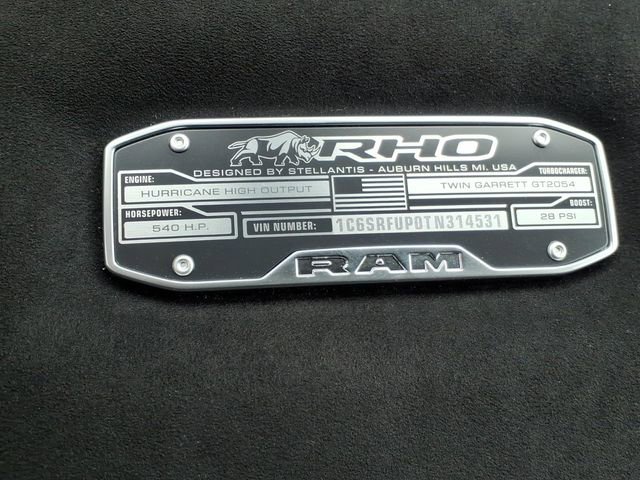 RHO
DESIGNED BY STELLANTIS - AUBURN HILLS MI. USA
ENGINE:
HURRICANE HIGH OUTPUT
TURBOCHARGER:
TWIN GARRETT GT2054
HORSEPOWER:
540 H.P.
VIN NUMBER:
1C6SRFUP0TN314531
BOOST:
28 PSI
RAM